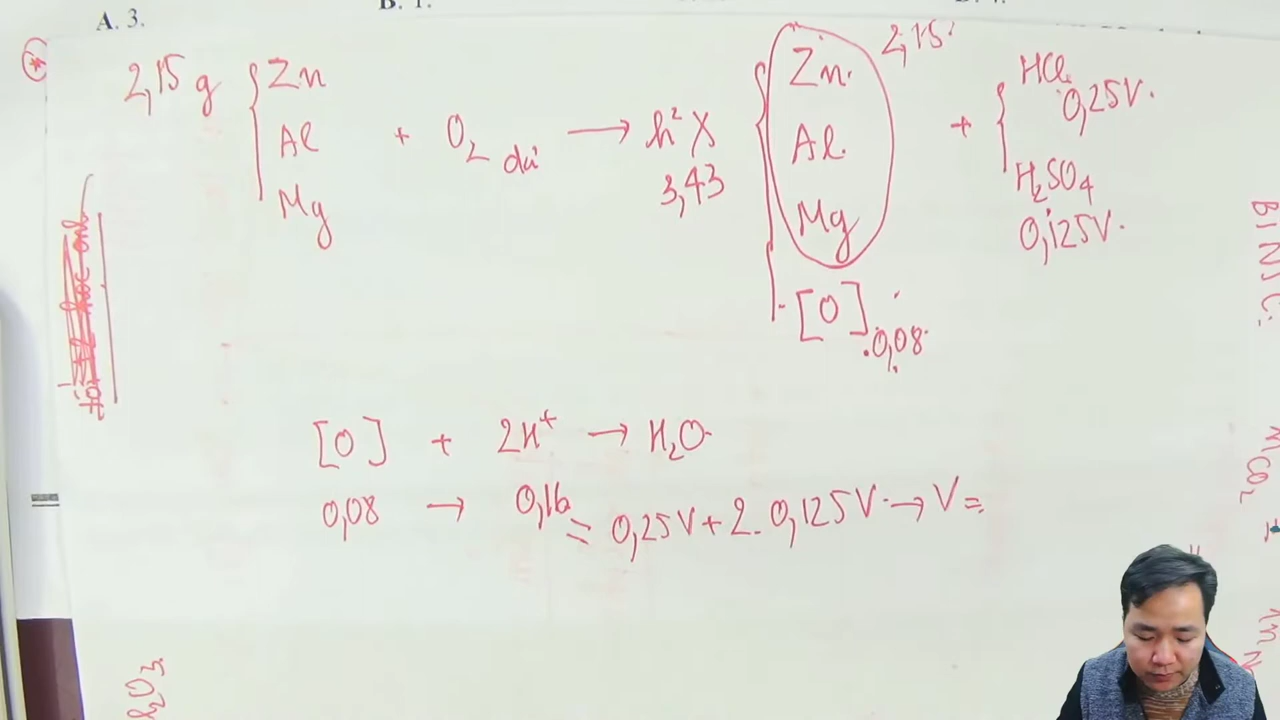 A. 3.
B. 1.
2,15 g { Zn Al Mg + O₂ dư → h² X 3,43 { Zn Al Mg 2,15 [O] 0,08 + { HCl 0,25V. H₂SO₄ 0,125V.
[O] + 2H⁺ → H₂O
0,08 → 0,16 = 0,25V + 2. 0,125V → V =